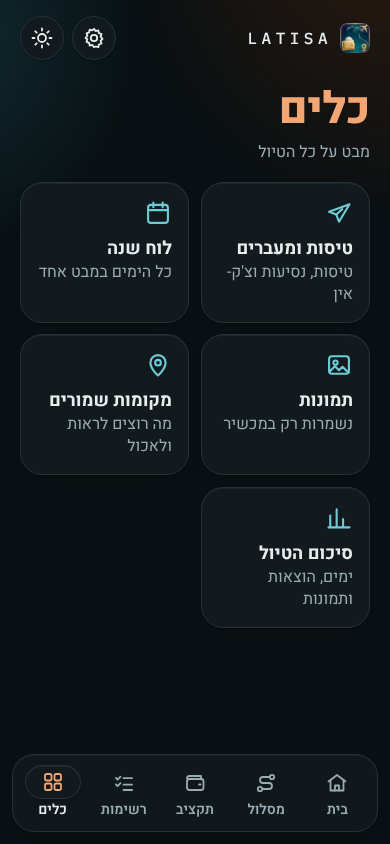 LATISA
כלים
מבט על כל הטיול
טיסות ומעברים
טיסות, נסיעות וצ'ק-
אין
לוח שנה
כל הימים במבט אחד
תמונות
נשמרות רק במכשיר
מקומות שמורים
מה רוצים לראות
ולאכול
סיכום הטיול
ימים, הוצאות
ותמונות
בית
מסלול
תקציב
רשימות
כלים